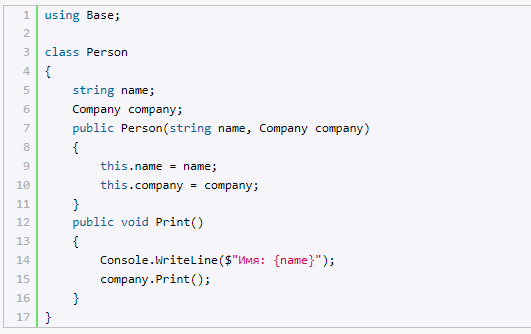 1 using Base;
2
3 class Person
4 {
5     string name;
6     Company company;
7     public Person(string name, Company company)
8     {
9         this.name = name;
10         this.company = company;
11     }
12     public void Print()
13     {
14         Console.WriteLine($"Имя: {name}");
15         company.Print();
16     }
17 }